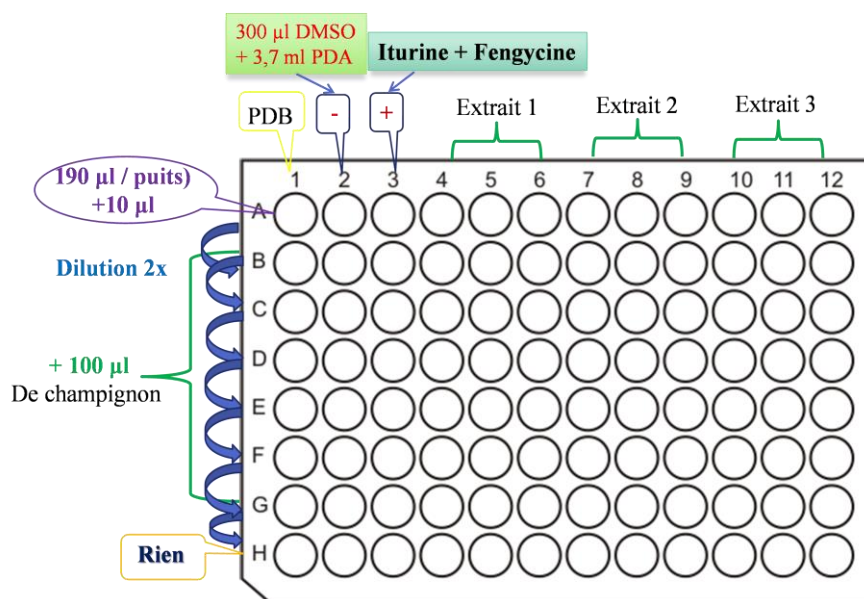 300 µl DMSO
+ 3,7 ml PDA
Iturine + Fengycine
PDB
-
+
Extrait 1
Extrait 2
Extrait 3
190 µl / puits)
+10 µl
1 2 3 4 5 6 7 8 9 10 11 12
A
B
Dilution 2x
C
D
+ 100 µl
De champignon
E
F
G
H
Rien